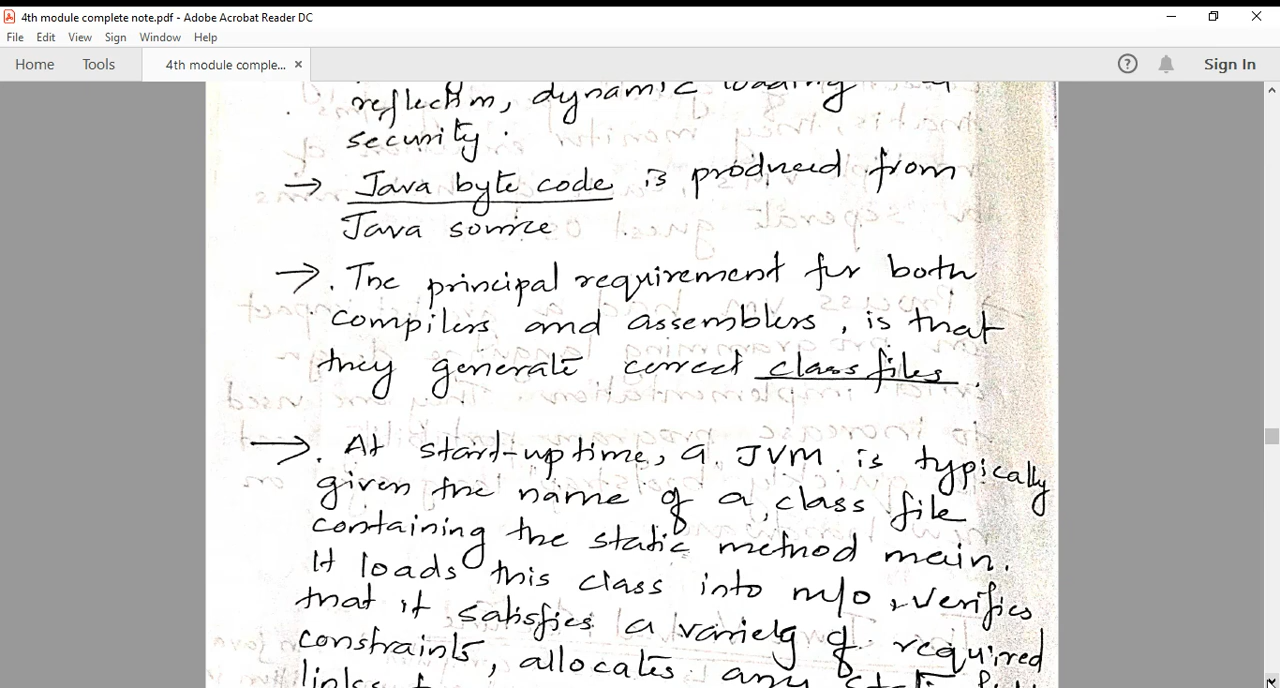 4th module complete note.pdf - Adobe Acrobat Reader DC
File Edit View Sign Window Help
Home Tools 4th module comple... × ? Sign In
reflection, dynamic loading
security.
→ Java byte code is produced from
Java source
→. The principal requirement for both
compilers and assemblers, is that
they generate correct class files.
→. At start-up time, a JVM is typically
given the name of a class file
containing the static method main.
It loads this class into m/o, verifies
that it satisfies a variety of required
constraints, allocates any